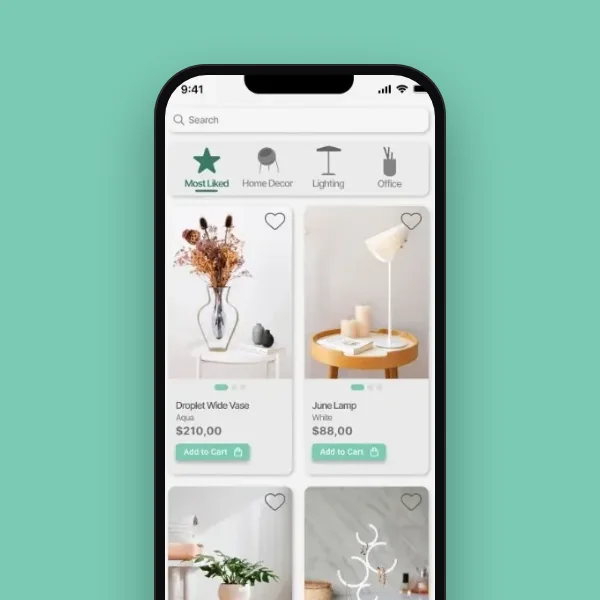 9:41
Search
Most Liked Home Decor Lighting Office
Droplet Wide Vase
Aqua
$210,00
Add to Cart
June Lamp
White
$88,00
Add to Cart